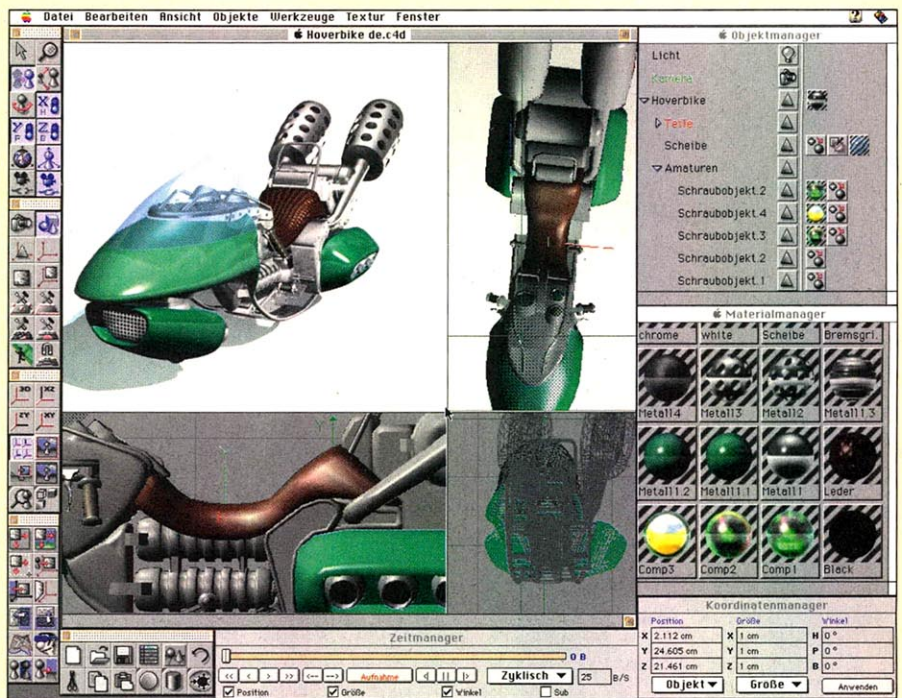 Datei Bearbeiten Ansicht Objekte Werkzeuge Textur Fenster
Hoverbike de.c4d
Objektmanager
Licht
Kamera
Hoverbike
Teile
Scheibe
Amaturen
Schraubobjekt.2
Schraubobjekt.4
Schraubobjekt.3
Schraubobjekt.2
Schraubobjekt.1
Materialmanager
chrome white Scheibe Bremsgri.
Metall4 Metall3 Metall2 Metall1.3
Metall1.2 Metall1.1 Metall1 Leder
Comp3 Comp2 Comp1 Black
3D XZ
ZY XY
Y
Koordinatenmanager
Position Größe Winkel
X 2.112 cm X 1 cm H 0°
Y 24.605 cm Y 1 cm P 0°
Z 21.461 cm Z 1 cm B 0°
Objekt Größe Anwenden
Zeitmanager
0 B
Aufnahme Zyklisch 25 B/S
Position Größe Winkel Sub